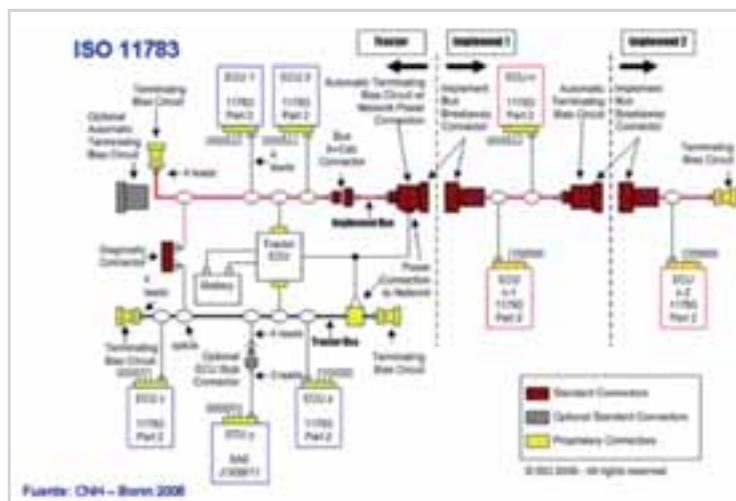 ISO 11783
Tractor
Implement 1
Implement 2
Terminating
Bias Circuit
Optional
Automatic
Terminating
Bias Circuit
4 leads
ECU 1
11783
Part 2
ECU 2
11783
Part 2
4
leads
Bus
In-Cab
Connector
Automatic Terminating
Bias Circuit w/
Network Power
Connection
Implement
Bus
Breakaway
Connector
11783
Part 2
Automatic
Terminating
Bias Circuit
Implement
Bus
Breakaway
Connector
Terminating
Bias Circuit
Implement Bus
Diagnostic
Connector
Tractor
ECU
Battery
Power
Connection
to Network
4
leads
Terminating
Bias Circuit
splice
4 leads
Optional
ECU Stub
Connector
3 leads
Tractor Bus
Terminating
Bias Circuit
ECU x
11783
Part 2
ECU y
SAE
J1939/11
ECU z
11783
Part 2
ECU
11783
Part 2
ECU
11783
Part 2
Standard Connectors
Optional Standard Connectors
Proprietary Connectors
All rights reserved
Fuente: CNH – Bonn 2006